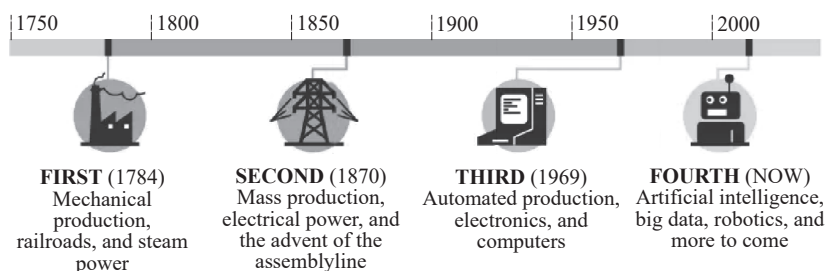 1750 1800 1850 1900 1950 2000
FIRST (1784)
Mechanical
production,
railroads, and steam
power
SECOND (1870)
Mass production,
electrical power, and
the advent of the
assemblyline
THIRD (1969)
Automated production,
electronics, and
computers
FOURTH (NOW)
Artificial intelligence,
big data, robotics, and
more to come